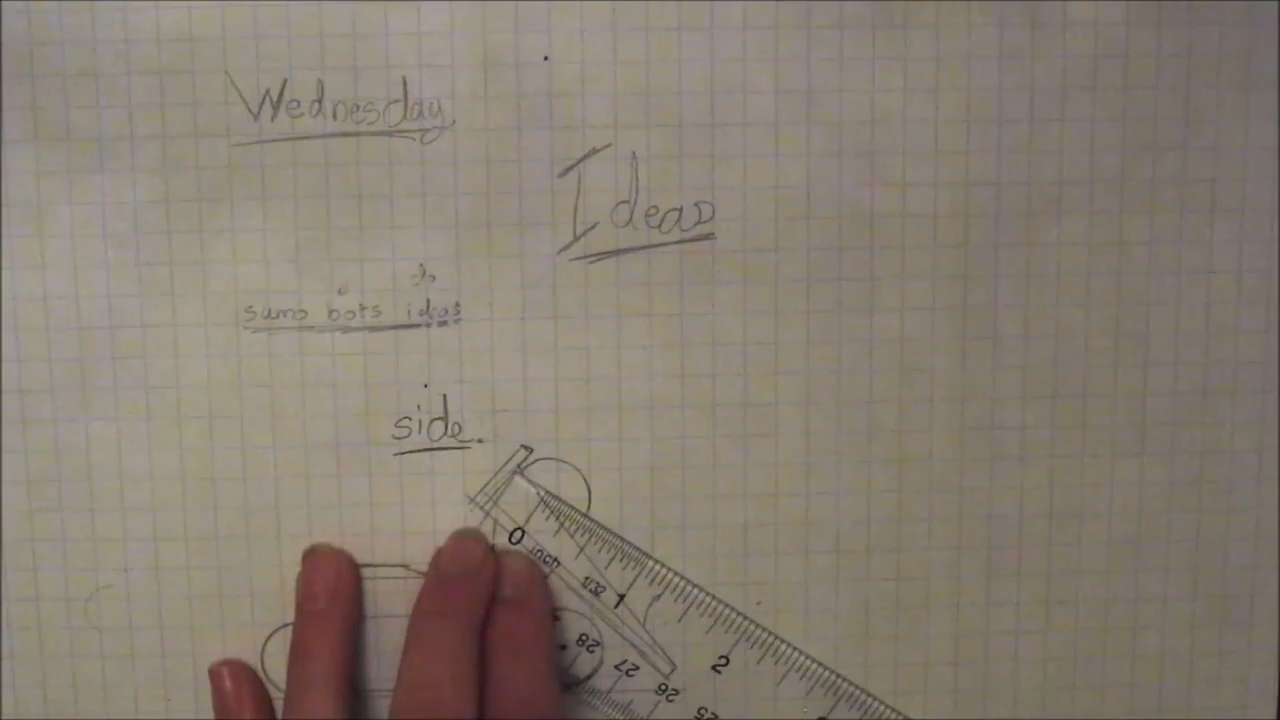 Wednesday
Ideas
sumo bots ideas
side.
0 inch 1/32 1 2
28 27 26 25